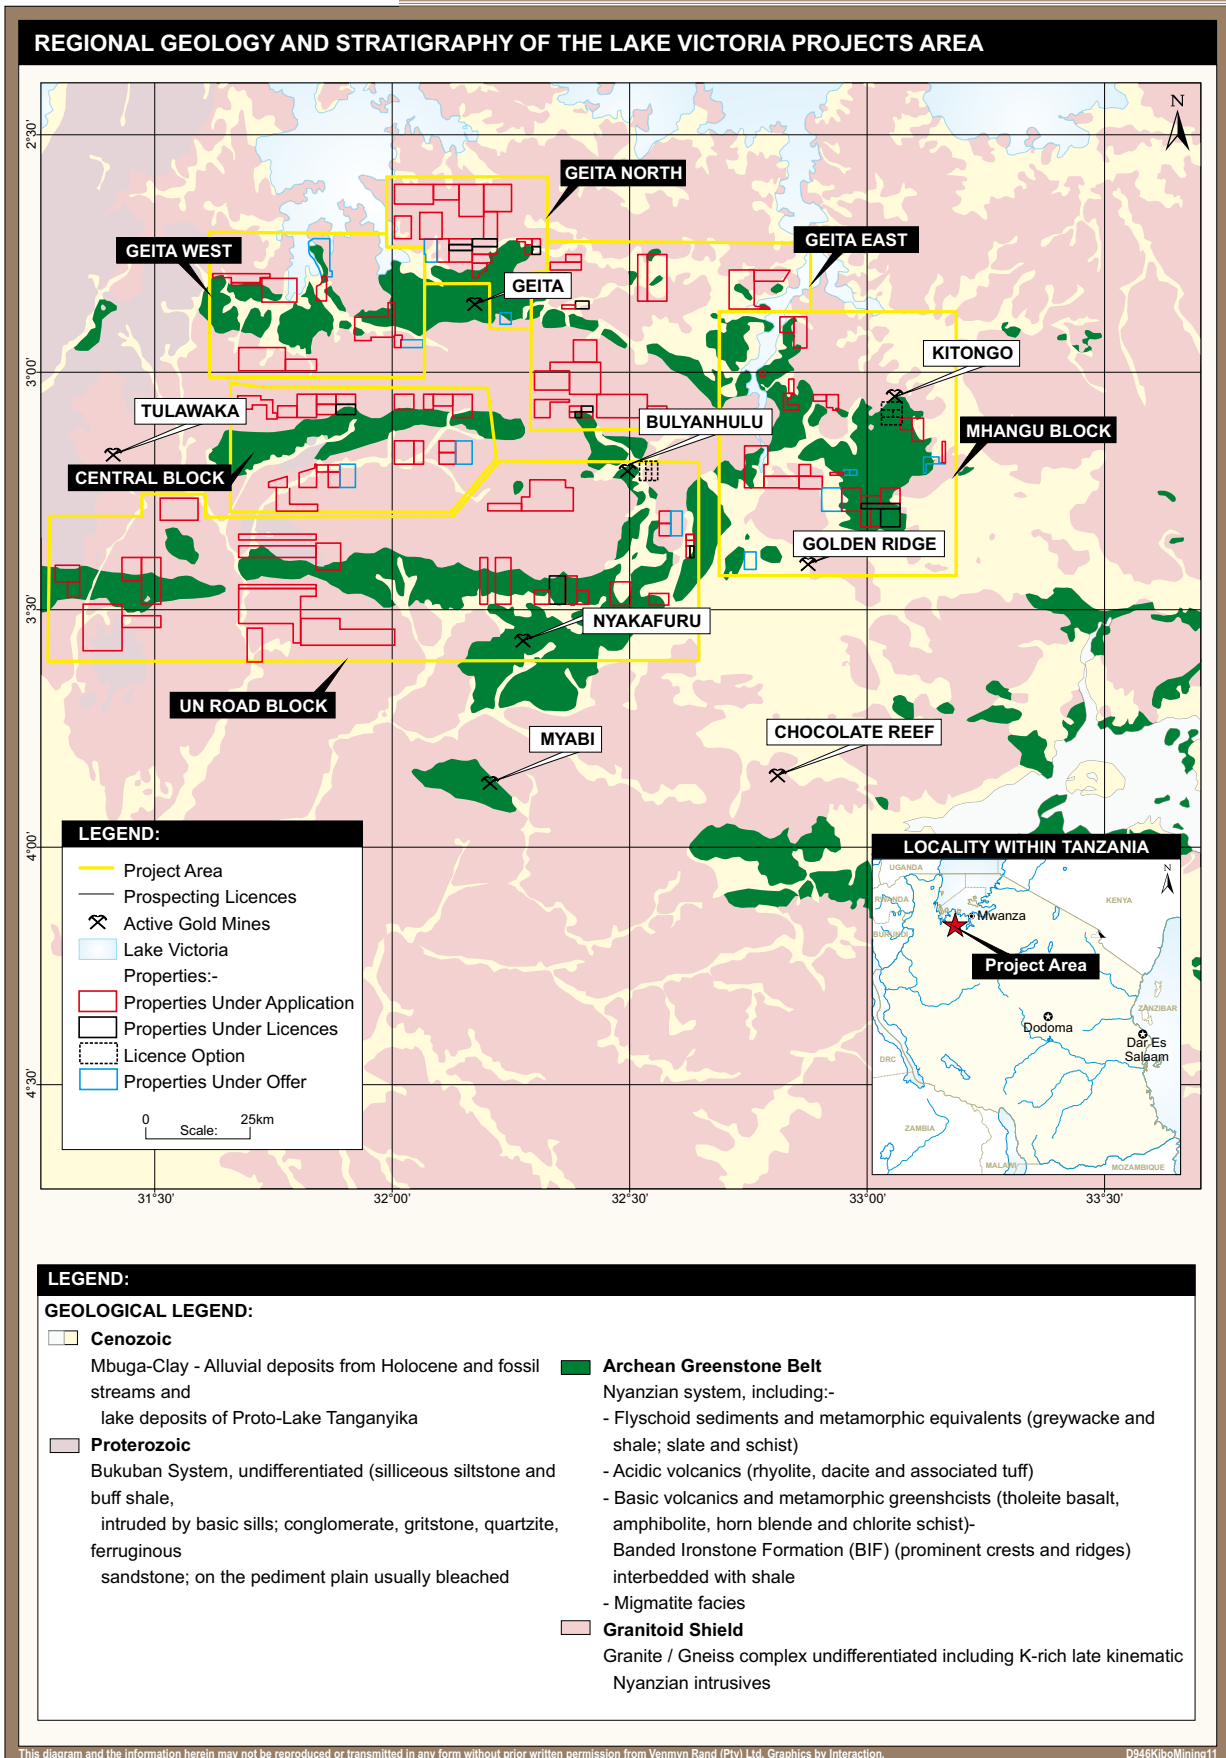 REGIONAL GEOLOGY AND STRATIGRAPHY OF THE LAKE VICTORIA PROJECTS AREA
N
2°30'
3°00'
3°30'
4°00'
4°30'
GEITA NORTH
GEITA WEST
GEITA EAST
GEITA
KITONGO
TULAWAKA
BULYANHULU
MHANGU BLOCK
CENTRAL BLOCK
GOLDEN RIDGE
NYAKAFURU
UN ROAD BLOCK
MYABI
CHOCOLATE REEF
LEGEND:
Project Area
Prospecting Licences
Active Gold Mines
Lake Victoria
Properties:-
Properties Under Application
Properties Under Licences
Licence Option
Properties Under Offer
0 25km
Scale:
LOCALITY WITHIN TANZANIA
UGANDA
N
RWANDA
KENYA
Mwanza
BURUNDI
Project Area
ZANZIBAR
Dodoma
Dar Es
Salaam
DRC
ZAMBIA
MALAWI
MOZAMBIQUE
31°30' 32°00' 32°30' 33°00' 33°30'
LEGEND:
GEOLOGICAL LEGEND:
Cenozoic
Mbuga-Clay - Alluvial deposits from Holocene and fossil
streams and
lake deposits of Proto-Lake Tanganyika
Proterozoic
Bukuban System, undifferentiated (silliceous siltstone and
buff shale,
intruded by basic sills; conglomerate, gritstone, quartzite,
ferruginous
sandstone; on the pediment plain usually bleached
Archean Greenstone Belt
Nyanzian system, including:-
- Flyschoid sediments and metamorphic equivalents (greywacke and
shale; slate and schist)
- Acidic volcanics (rhyolite, dacite and associated tuff)
- Basic volcanics and metamorphic greenshcists (tholeite basalt,
amphibolite, horn blende and chlorite schist)-
Banded Ironstone Formation (BIF) (prominent crests and ridges)
interbedded with shale
- Migmatite facies
Granitoid Shield
Granite / Gneiss complex undifferentiated including K-rich late kinematic
Nyanzian intrusives
This diagram and the information herein may not be reproduced or transmitted in any form without prior written permission from Venmyn Rand (Pty) Ltd. Graphics by Interaction.